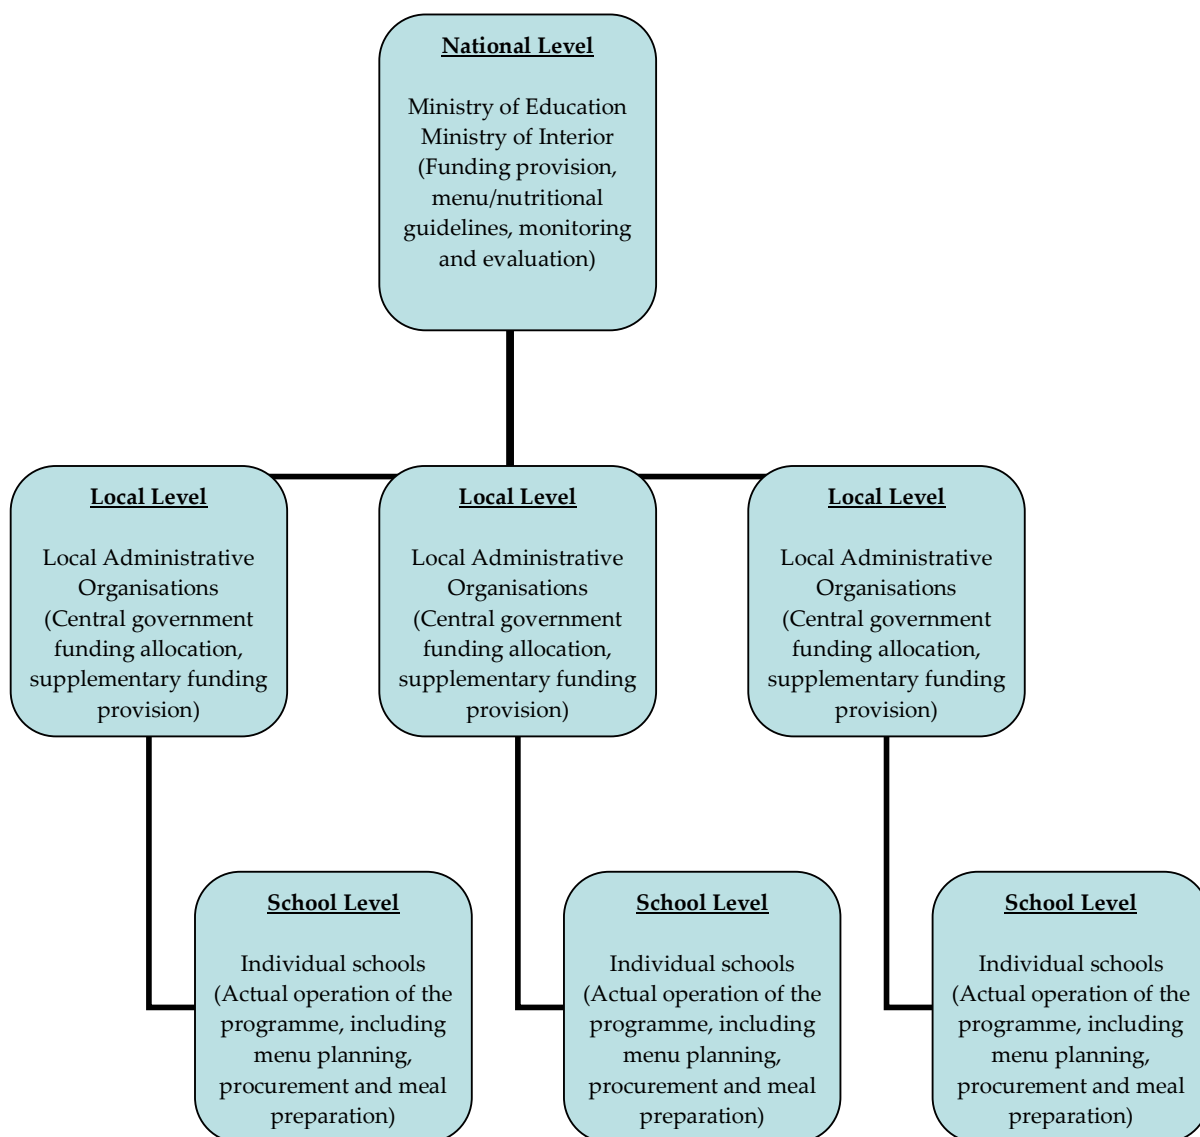 National Level
Ministry of Education
Ministry of Interior
(Funding provision,
menu/nutritional
guidelines, monitoring
and evaluation)
Local Level
Local Administrative
Organisations
(Central government
funding allocation,
supplementary funding
provision)
Local Level
Local Administrative
Organisations
(Central government
funding allocation,
supplementary funding
provision)
Local Level
Local Administrative
Organisations
(Central government
funding allocation,
supplementary funding
provision)
School Level
Individual schools
(Actual operation of the
programme, including
menu planning,
procurement and meal
preparation)
School Level
Individual schools
(Actual operation of the
programme, including
menu planning,
procurement and meal
preparation)
School Level
Individual schools
(Actual operation of the
programme, including
menu planning,
procurement and meal
preparation)